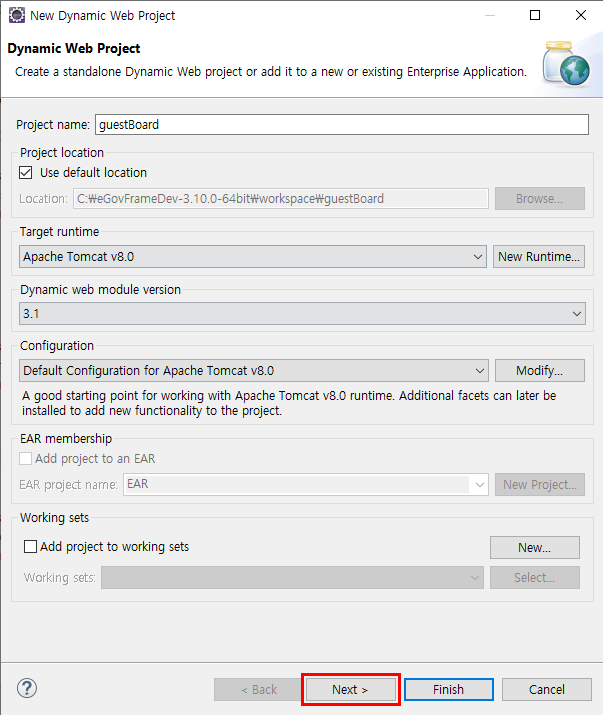 New Dynamic Web Project
Dynamic Web Project
Create a standalone Dynamic Web project or add it to a new or existing Enterprise Application.
Project name: guestBoard
Project location
Use default location
Location: C:₩eGovFrameDev-3.10.0-64bit₩workspace₩guestBoard Browse...
Target runtime
Apache Tomcat v8.0 New Runtime...
Dynamic web module version
3.1
Configuration
Default Configuration for Apache Tomcat v8.0 Modify...
A good starting point for working with Apache Tomcat v8.0 runtime. Additional facets can later be
installed to add new functionality to the project.
EAR membership
Add project to an EAR
EAR project name: EAR New Project...
Working sets
Add project to working sets New...
Working sets: Select...
? < Back Next > Finish Cancel